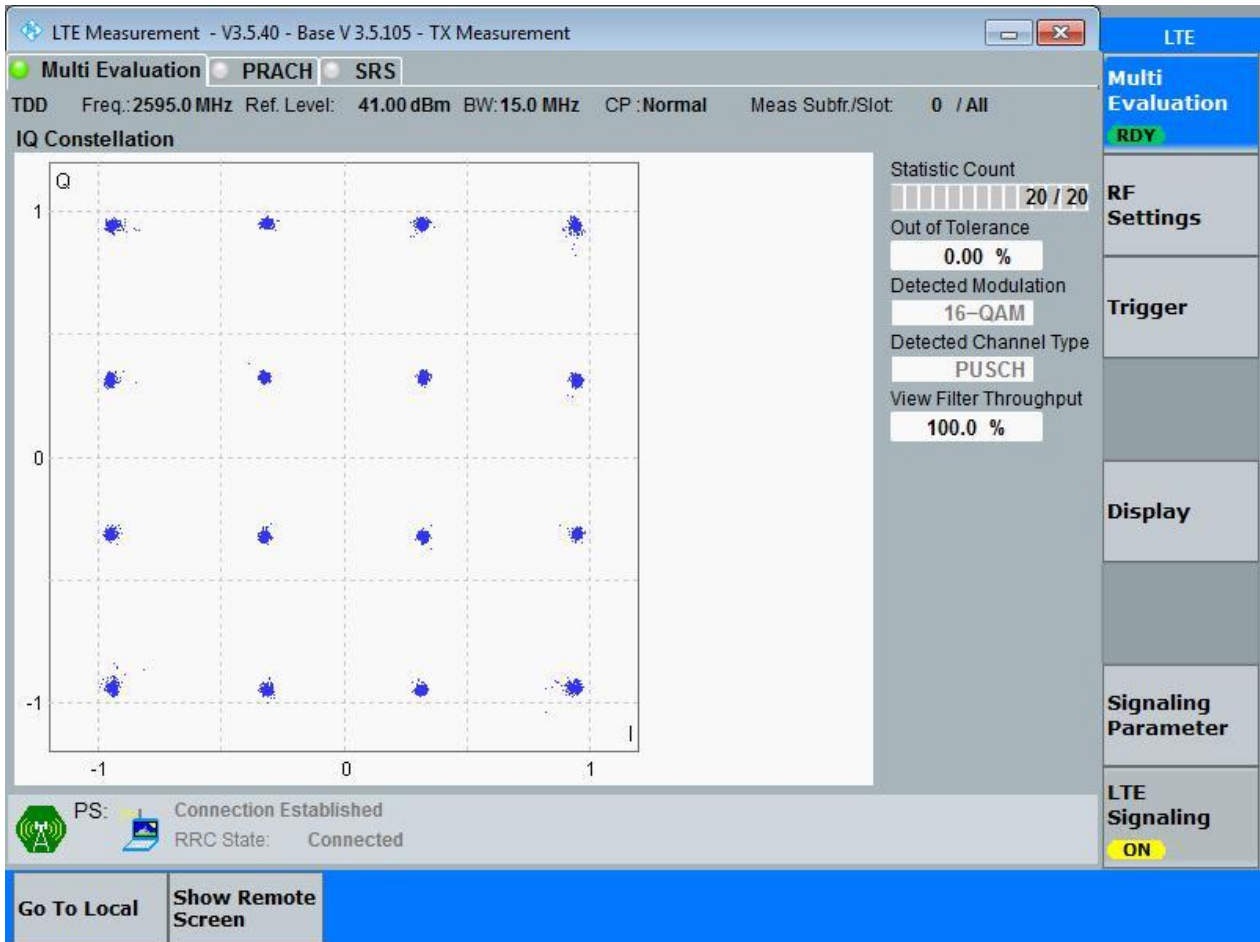 LTE Measurement - V3.5.40 - Base V 3.5.105 - TX Measurement
LTE
Multi Evaluation PRACH SRS
TDD Freq.: 2595.0 MHz Ref. Level: 41.00 dBm BW: 15.0 MHz CP : Normal Meas Subfr./Slot: 0 / All
IQ Constellation
Q
1
0
-1
I
-1 0 1
Statistic Count
20 / 20
Out of Tolerance
0.00 %
Detected Modulation
16-QAM
Detected Channel Type
PUSCH
View Filter Throughput
100.0 %
Multi
Evaluation
RDY
RF
Settings
Trigger
Display
Signaling
Parameter
LTE
Signaling
ON
PS: Connection Established
RRC State: Connected
Go To Local
Show Remote
Screen